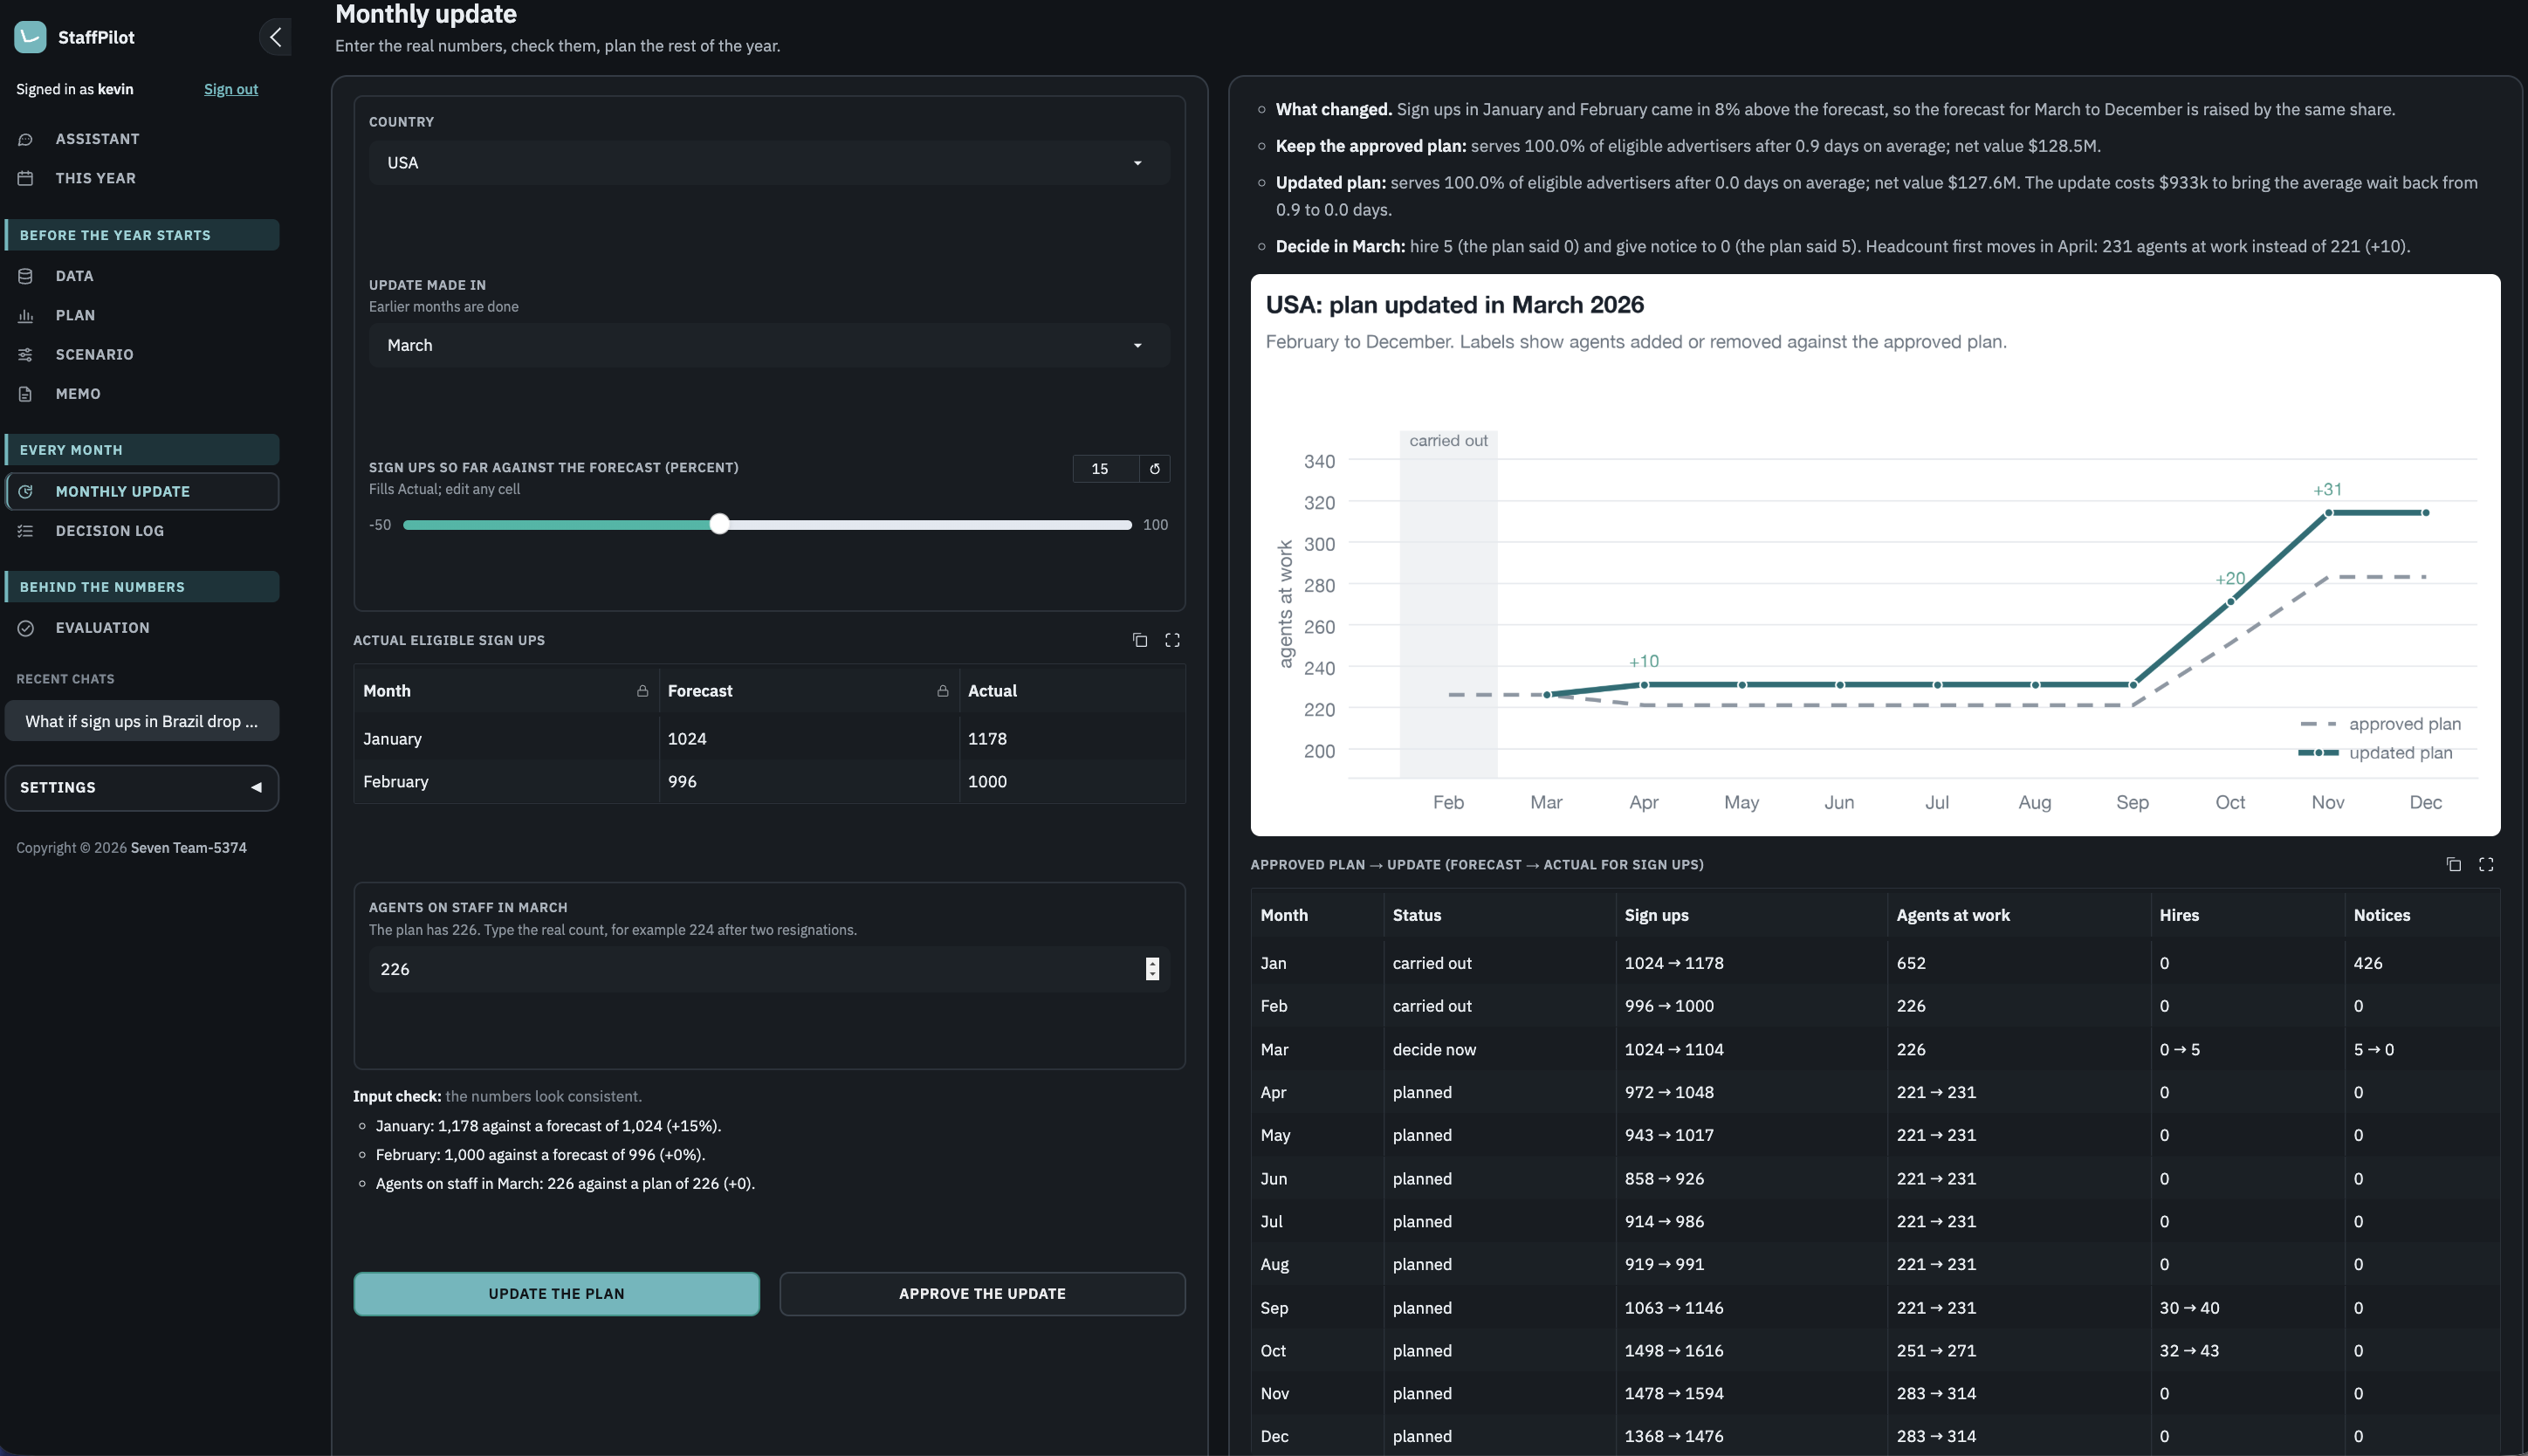 StaffPilot
Signed in as kevin
Sign out
ASSISTANT
THIS YEAR
BEFORE THE YEAR STARTS
DATA
PLAN
SCENARIO
MEMO
EVERY MONTH
MONTHLY UPDATE
DECISION LOG
BEHIND THE NUMBERS
EVALUATION
RECENT CHATS
What if sign ups in Brazil drop ...
SETTINGS
Copyright © 2026 Seven Team-5374
Monthly update
Enter the real numbers, check them, plan the rest of the year.
COUNTRY
USA
UPDATE MADE IN
Earlier months are done
March
SIGN UPS SO FAR AGAINST THE FORECAST (PERCENT)
15
Fills Actual; edit any cell
-50
100
ACTUAL ELIGIBLE SIGN UPS
Month Forecast Actual
January 1024 1178
February 996 1000
AGENTS ON STAFF IN MARCH
The plan has 226. Type the real count, for example 224 after two resignations.
226
Input check: the numbers look consistent.
January: 1,178 against a forecast of 1,024 (+15%).
February: 1,000 against a forecast of 996 (+0%).
Agents on staff in March: 226 against a plan of 226 (+0).
UPDATE THE PLAN
APPROVE THE UPDATE
What changed. Sign ups in January and February came in 8% above the forecast, so the forecast for March to December is raised by the same share.
Keep the approved plan: serves 100.0% of eligible advertisers after 0.9 days on average; net value $128.5M.
Updated plan: serves 100.0% of eligible advertisers after 0.0 days on average; net value $127.6M. The update costs $933k to bring the average wait back from
0.9 to 0.0 days.
Decide in March: hire 5 (the plan said 0) and give notice to 0 (the plan said 5). Headcount first moves in April: 231 agents at work instead of 221 (+10).
USA: plan updated in March 2026
February to December. Labels show agents added or removed against the approved plan.
carried out
agents at work
340
320
300
280
260
240
220
200
+10
+20
+31
approved plan
updated plan
Feb Mar Apr May Jun Jul Aug Sep Oct Nov Dec
APPROVED PLAN → UPDATE (FORECAST → ACTUAL FOR SIGN UPS)
Month Status Sign ups Agents at work Hires Notices
Jan carried out 1024 → 1178 652 0 426
Feb carried out 996 → 1000 226 0 0
Mar decide now 1024 → 1104 226 0 → 5 5 → 0
Apr planned 972 → 1048 221 → 231 0 0
May planned 943 → 1017 221 → 231 0 0
Jun planned 858 → 926 221 → 231 0 0
Jul planned 914 → 986 221 → 231 0 0
Aug planned 919 → 991 221 → 231 0 0
Sep planned 1063 → 1146 221 → 231 30 → 40 0
Oct planned 1498 → 1616 251 → 271 32 → 43 0
Nov planned 1478 → 1594 283 → 314 0 0
Dec planned 1368 → 1476 283 → 314 0 0